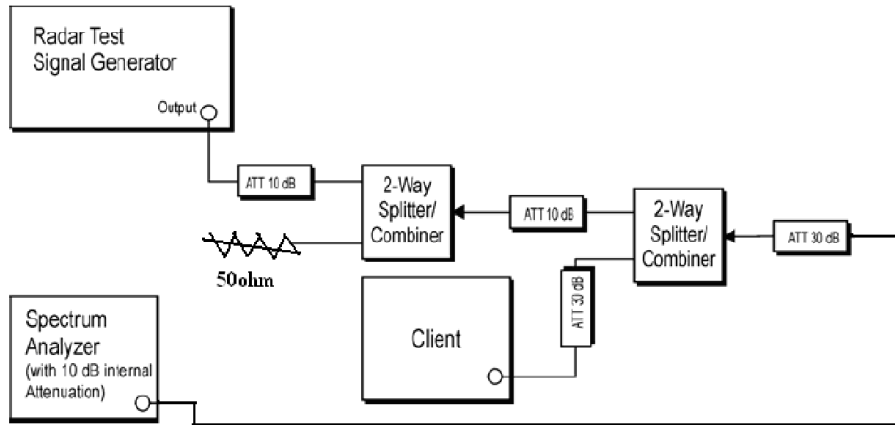 Radar Test
Signal Generator
Output
ATT 10 dB
2-Way
Splitter/
Combiner
ATT 10 dB
2-Way
Splitter/
Combiner
ATT 30 dB
50ohm
ATT 30 dB
Client
Spectrum
Analyzer
(with 10 dB internal
Attenuation)